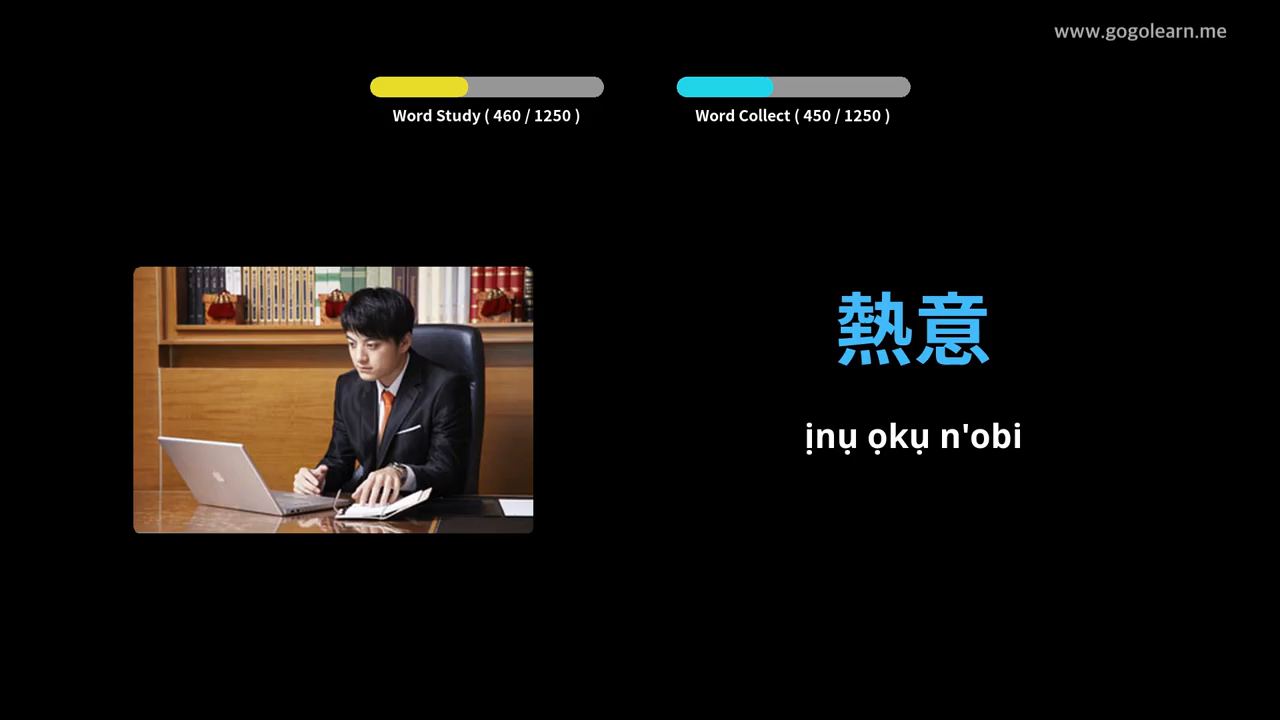 www.gogolearn.me
Word Study ( 460 / 1250 )
Word Collect ( 450 / 1250 )
熱意
ịnụ ọkụ n'obi